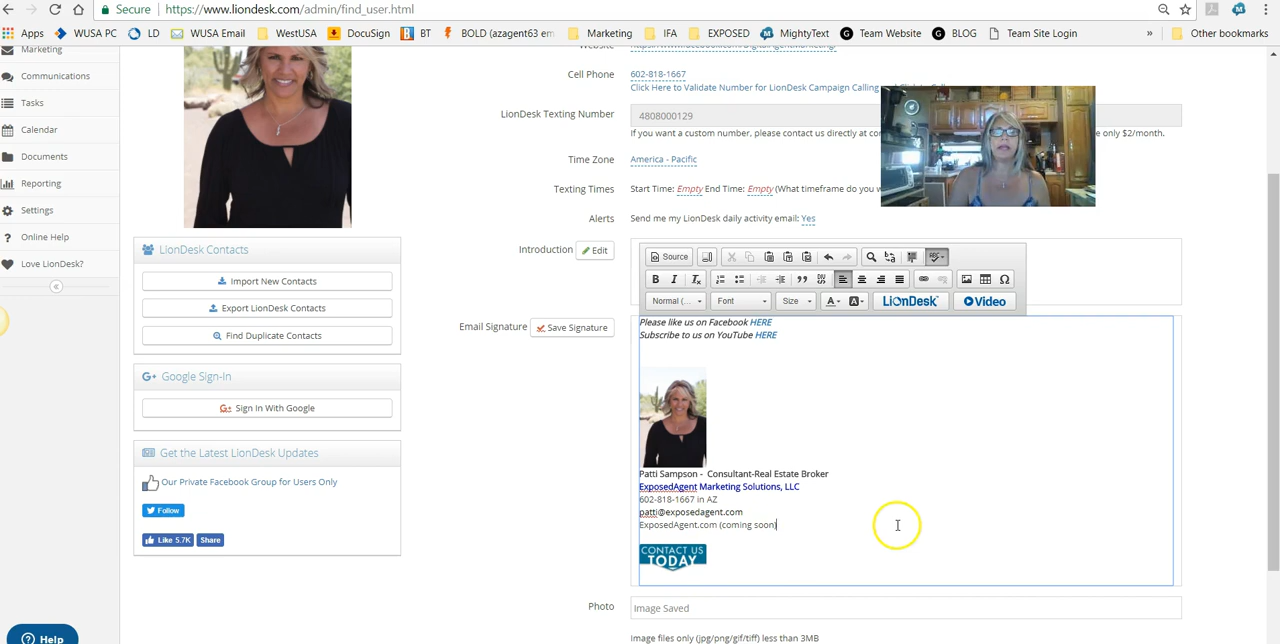 Secure https://www.liondesk.com/admin/find_user.html
Apps WUSA PC LD WUSA Email WestUSA DocuSign BT BOLD (azagent63 em Marketing IFA EXPOSED MightyText Team Website BLOG Team Site Login » Other bookmarks
Marketing
Communications
Tasks
Calendar
Documents
Reporting
Settings
Online Help
Love LionDesk?
LionDesk Contacts
Import New Contacts
Export LionDesk Contacts
Find Duplicate Contacts
G+ Google Sign-In
G+ Sign In With Google
Get the Latest LionDesk Updates
Our Private Facebook Group for Users Only
Follow
Like 5.7K Share
Help
Website
Cell Phone 602-818-1667
Click Here to Validate Number for LionDesk Campaign Calling
LionDesk Texting Number 4808000129
If you want a custom number, please contact us directly at e only $2/month.
Time Zone America - Pacific
Texting Times Start Time: Empty End Time: Empty (What timeframe do you
Alerts Send me my LionDesk daily activity email: Yes
Introduction Edit
Source
B I
Normal (... Font Size A A LionDesk Video
Email Signature Save Signature
Please like us on Facebook HERE
Subscribe to us on YouTube HERE
Patti Sampson - Consultant-Real Estate Broker
ExposedAgent Marketing Solutions, LLC
602-818-1667 in AZ
patti@exposedagent.com
ExposedAgent.com (coming soon)
CONTACT US
TODAY
Photo Image Saved
Image files only (jpg/png/gif/tiff) less than 3MB